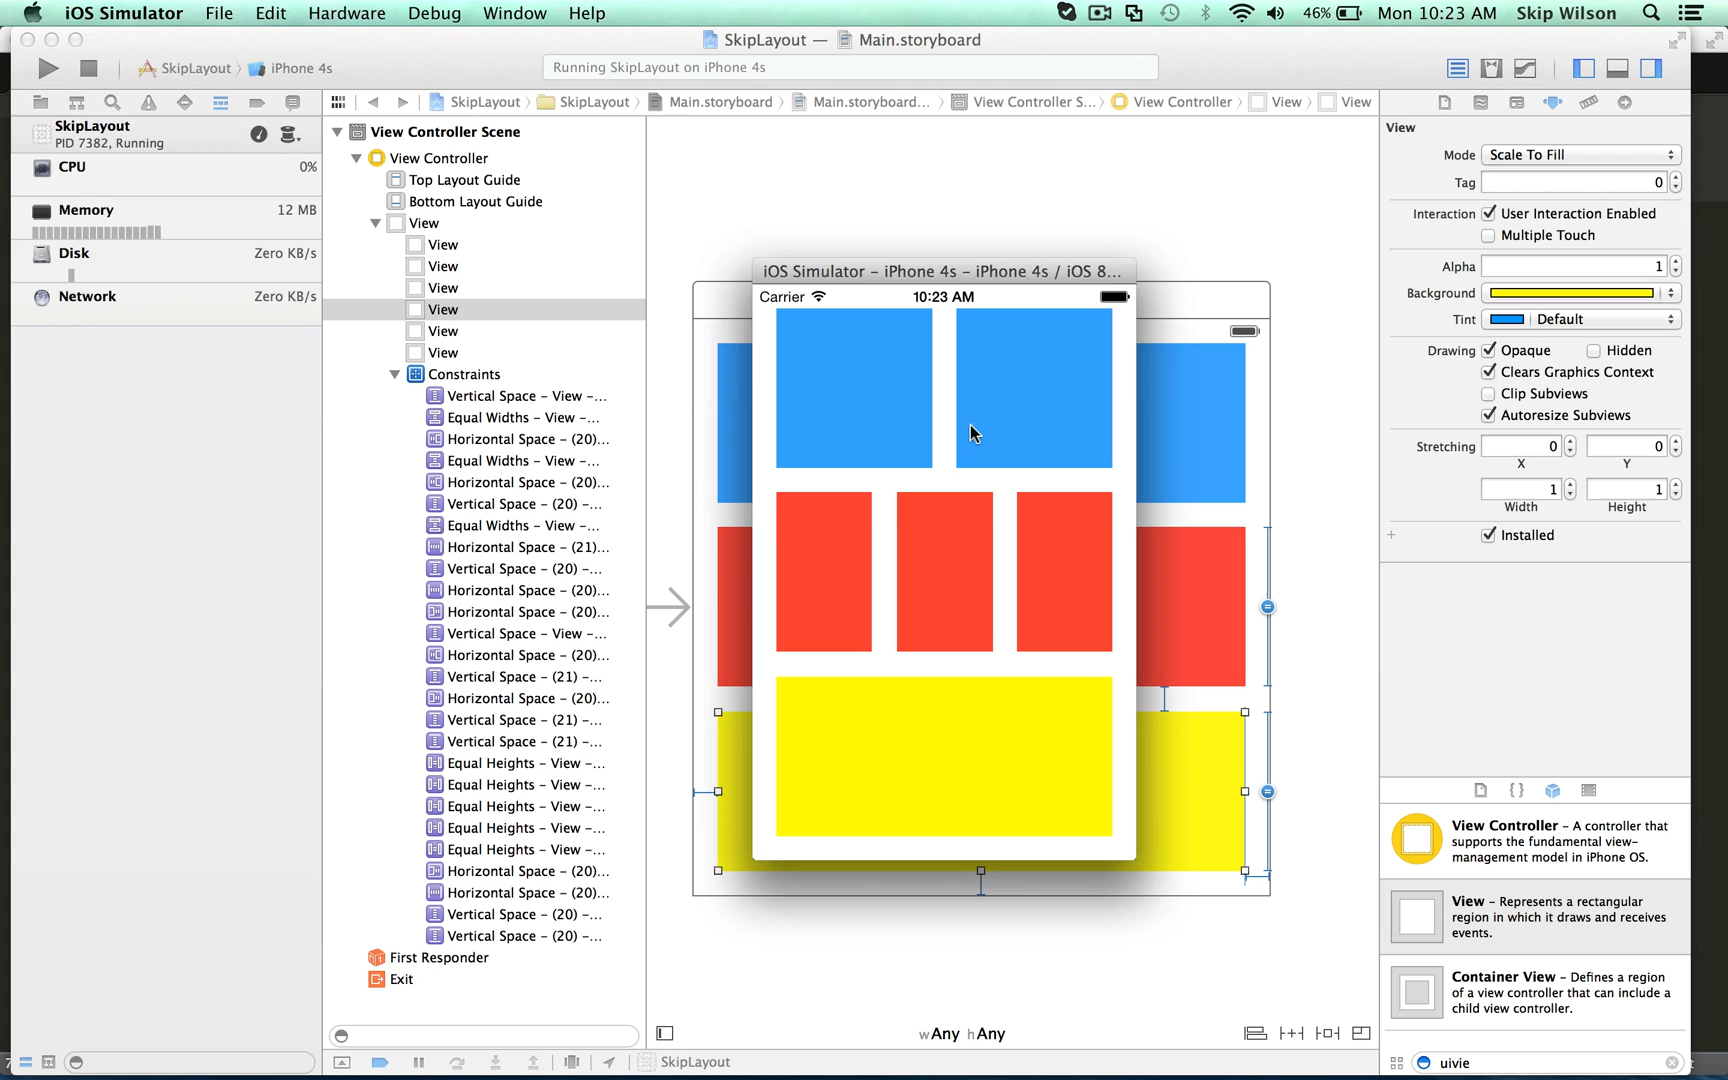 iOS Simulator File Edit Hardware Debug Window Help 46% Mon 10:23 AM Skip Wilson
SkipLayout — Main.storyboard
SkipLayout iPhone 4s Running SkipLayout on iPhone 4s
SkipLayout SkipLayout Main.storyboard Main.storyboard... View Controller S... View Controller View View
SkipLayout
PID 7382, Running
CPU 0%
Memory 12 MB
Disk Zero KB/s
Network Zero KB/s
View Controller Scene
View Controller
Top Layout Guide
Bottom Layout Guide
View
View
View
View
View
View
View
Constraints
Vertical Space – View –...
Equal Widths – View –...
Horizontal Space – (20)...
Equal Widths – View –...
Horizontal Space – (20)...
Vertical Space – (20) –...
Equal Widths – View –...
Horizontal Space – (21)...
Vertical Space – (20) –...
Horizontal Space – (20)...
Horizontal Space – (20)...
Vertical Space – View –...
Horizontal Space – (20)...
Vertical Space – (21) –...
Horizontal Space – (20)...
Vertical Space – (21) –...
Vertical Space – (21) –...
Equal Heights – View –...
Equal Heights – View –...
Equal Heights – View –...
Equal Heights – View –...
Equal Heights – View –...
Horizontal Space – (20)...
Horizontal Space – (20)...
Vertical Space – (20) –...
Vertical Space – (20) –...
First Responder
Exit
iOS Simulator – iPhone 4s – iPhone 4s / iOS 8...
Carrier 10:23 AM
wAny hAny
SkipLayout
View
Mode Scale To Fill
Tag 0
Interaction User Interaction Enabled
Multiple Touch
Alpha 1
Background
Tint Default
Drawing Opaque Hidden
Clears Graphics Context
Clip Subviews
Autoresize Subviews
Stretching 0 0
X Y
1 1
Width Height
+ Installed
{ }
View Controller – A controller that
supports the fundamental view-
management model in iPhone OS.
View – Represents a rectangular
region in which it draws and receives
events.
Container View – Defines a region
of a view controller that can include a
child view controller.
uivie
7